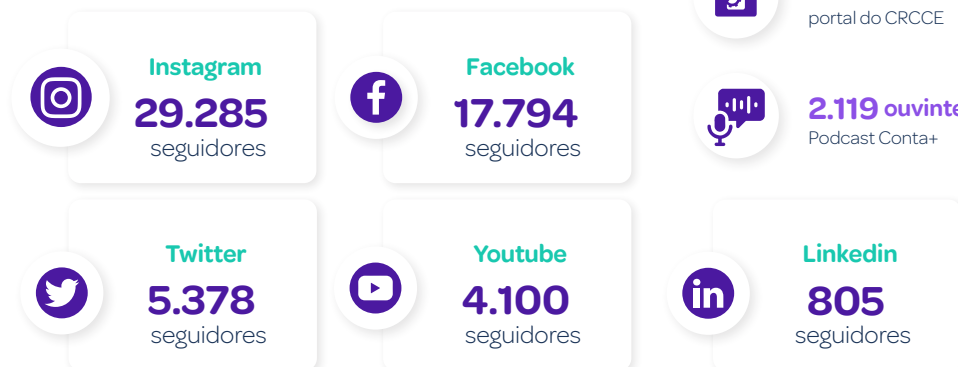 portal do CRCCE
Instagram
29.285
seguidores
Facebook
17.794
seguidores
2.119
Podcast Conta+
Twitter
5.378
seguidores
Youtube
4.100
seguidores
Linkedin
805
seguidores